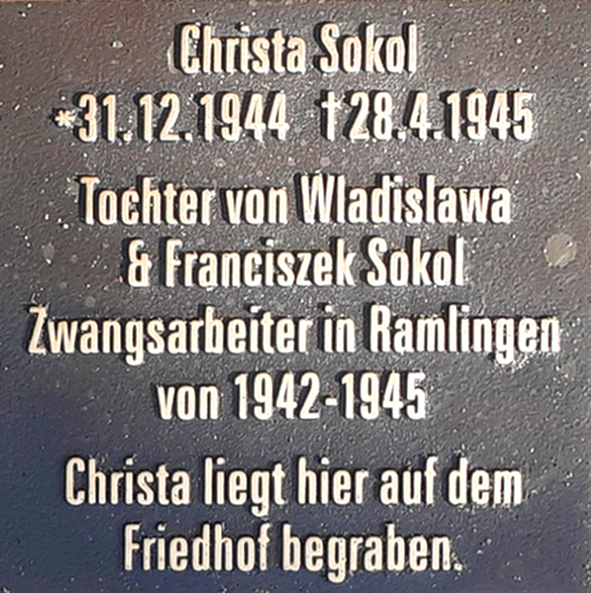 Christa Sokol
*31.12.1944 †28.4.1945
Tochter von Wladislawa
& Franciszek Sokol
Zwangsarbeiter in Ramlingen
von 1942-1945
Christa liegt hier auf dem
Friedhof begraben.